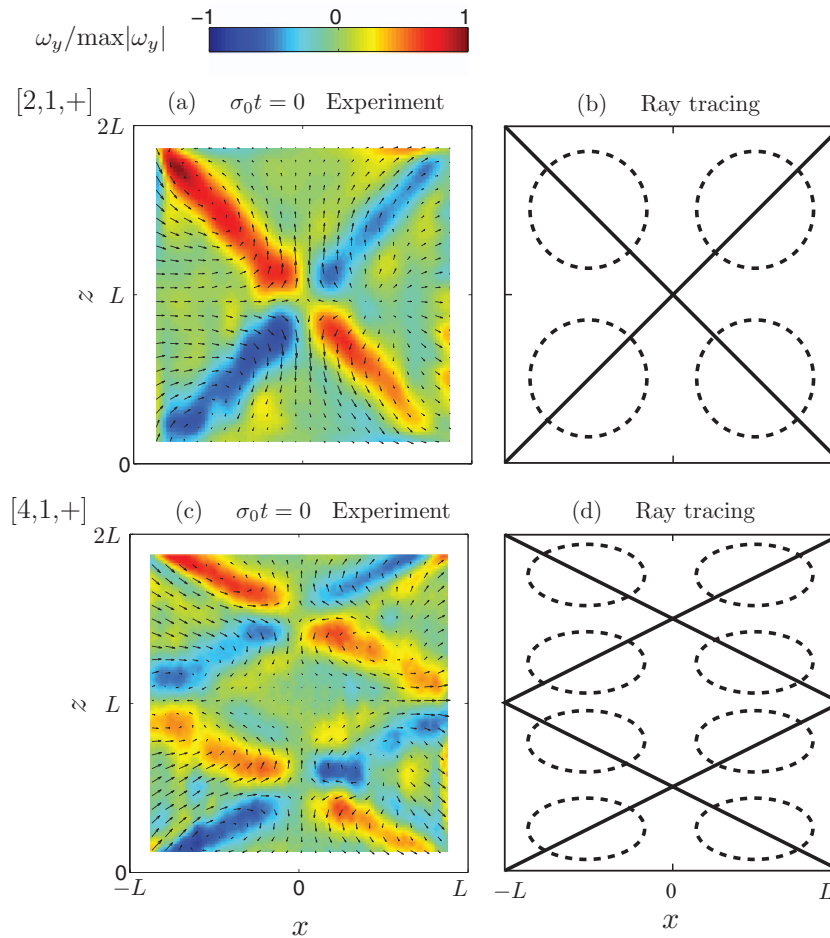 −1 0 1
ω_y/max|ω_y|
[2,1,+] (a) σ_0t = 0 Experiment (b) Ray tracing
2L
z L
0
[4,1,+] (c) σ_0t = 0 Experiment (d) Ray tracing
2L
z L
0
−L 0 L −L 0 L
x x